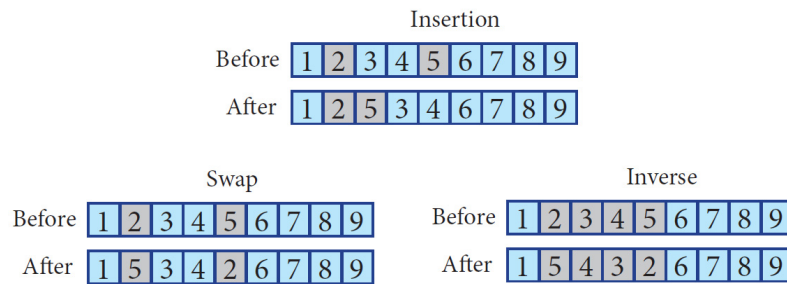 Insertion
Before 1 2 3 4 5 6 7 8 9
After 1 2 5 3 4 6 7 8 9
Swap
Before 1 2 3 4 5 6 7 8 9
After 1 5 3 4 2 6 7 8 9
Inverse
Before 1 2 3 4 5 6 7 8 9
After 1 5 4 3 2 6 7 8 9